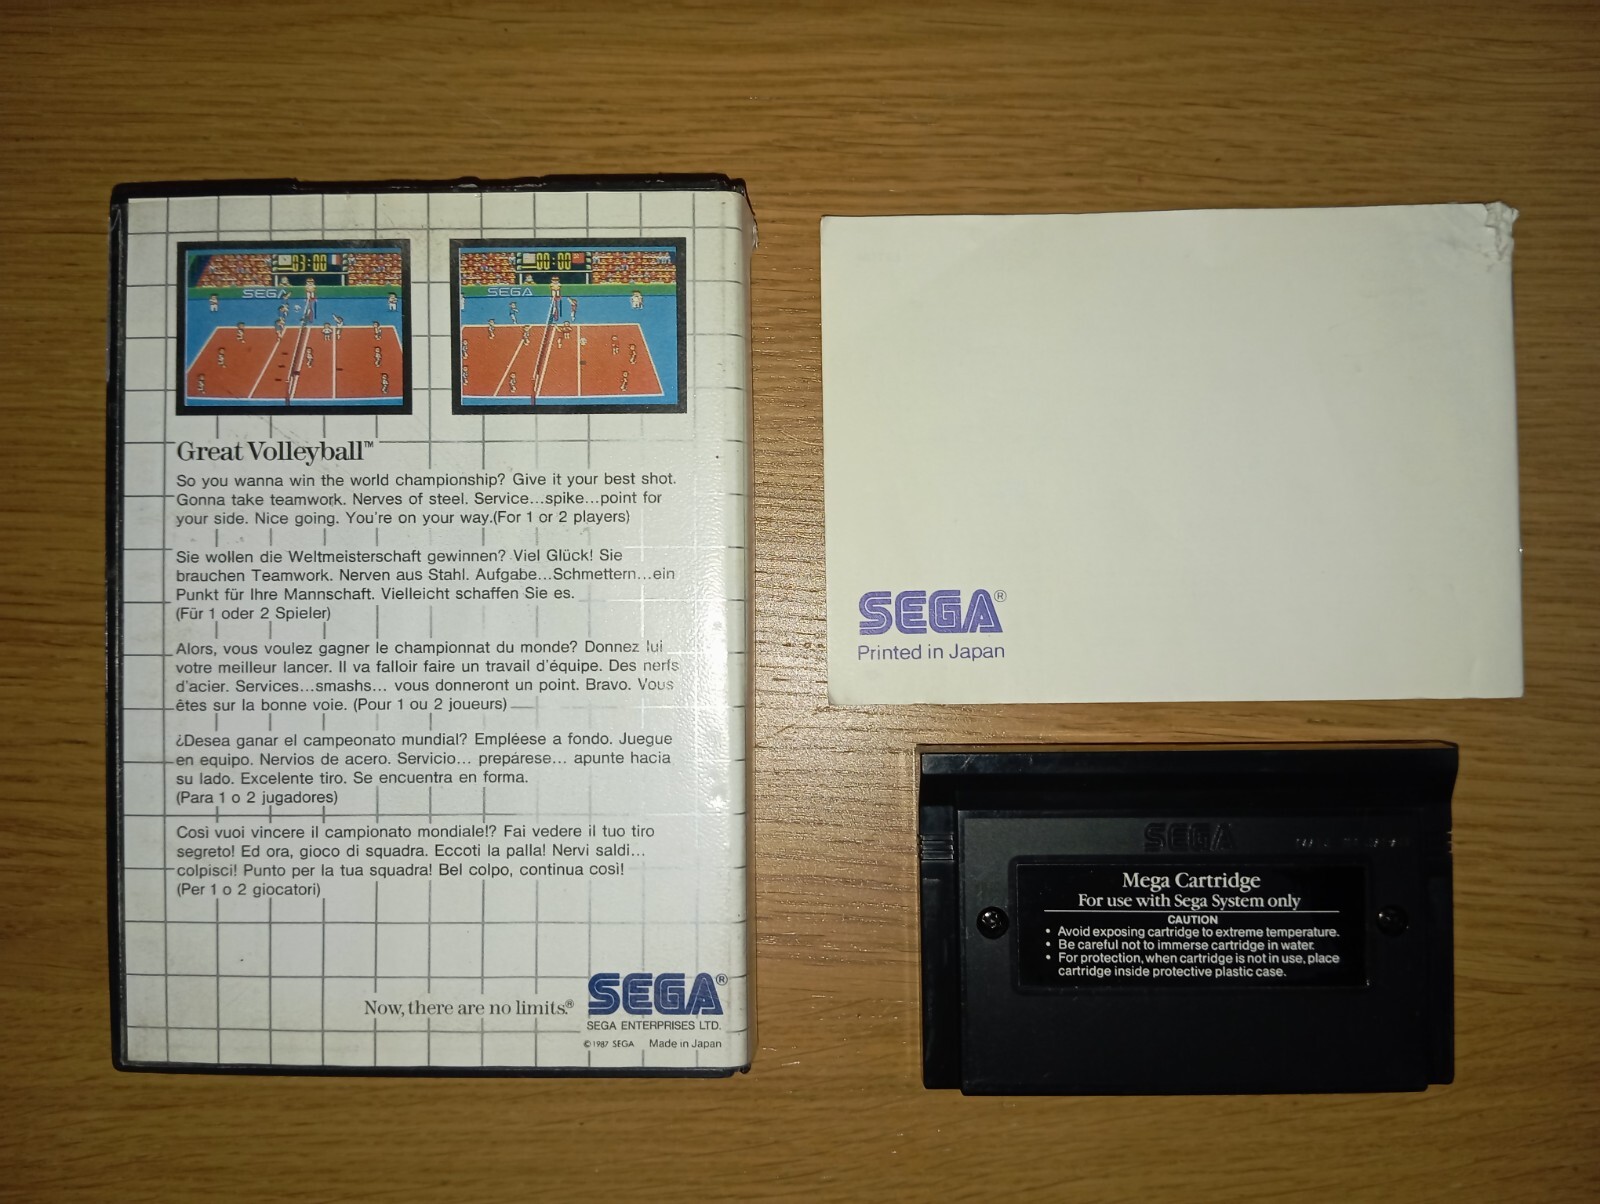 03:00
SEGA
00:00
SEGA
Great Volleyball™
So you wanna win the world championship? Give it your best shot.
Gonna take teamwork. Nerves of steel. Service...spike...point for
your side. Nice going. You're on your way.(For 1 or 2 players)
Sie wollen die Weltmeisterschaft gewinnen? Viel Glück! Sie
brauchen Teamwork. Nerven aus Stahl. Aufgabe...Schmettern...ein
Punkt für Ihre Mannschaft. Vielleicht schaffen Sie es.
(Für 1 oder 2 Spieler)
Alors, vous voulez gagner le championnat du monde? Donnez lui
votre meilleur lancer. Il va falloir faire un travail d'équipe. Des nerfs
d'acier. Services...smashs... vous donneront un point. Bravo. Vous
êtes sur la bonne voie. (Pour 1 ou 2 joueurs)
¿Desea ganar el campeonato mundial? Empléese a fondo. Juegue
en equipo. Nervios de acero. Servicio... prepárese... apunte hacia
su lado. Excelente tiro. Se encuentra en forma.
(Para 1 o 2 jugadores)
Così vuoi vincere il campionato mondiale!? Fai vedere il tuo tiro
segreto! Ed ora, gioco di squadra. Eccoti la palla! Nervi saldi...
colpisci! Punto per la tua squadra! Bel colpo, continua così!
(Per 1 o 2 giocatori)
Now, there are no limits.®
SEGA®
SEGA ENTERPRISES LTD.
©1987 SEGA Made in Japan
SEGA®
Printed in Japan
SEGA
Mega Cartridge
For use with Sega System only
CAUTION
• Avoid exposing cartridge to extreme temperature.
• Be careful not to immerse cartridge in water.
• For protection, when cartridge is not in use, place
cartridge inside protective plastic case.